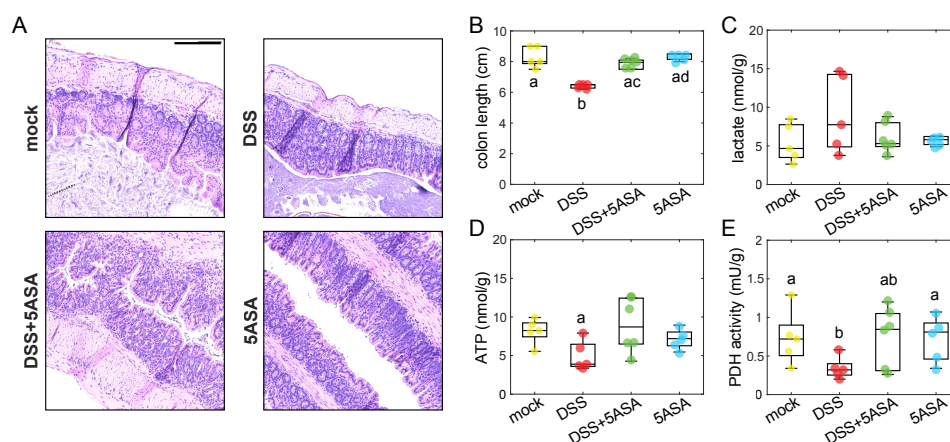 A
mock
DSS
DSS+5ASA
5ASA
B
colon length (cm)
10
8
6
4
2
0
a
b
ac
ad
mock
DSS
DSS+5ASA
5ASA
C
lactate (nmol/g)
20
15
10
5
0
mock
DSS
DSS+5ASA
5ASA
D
ATP (nmol/g)
20
15
10
5
0
a
mock
DSS
DSS+5ASA
5ASA
E
PDH activity (mU/g)
2
1.5
1
0.5
0
a
b
ab
a
mock
DSS
DSS+5ASA
5ASA